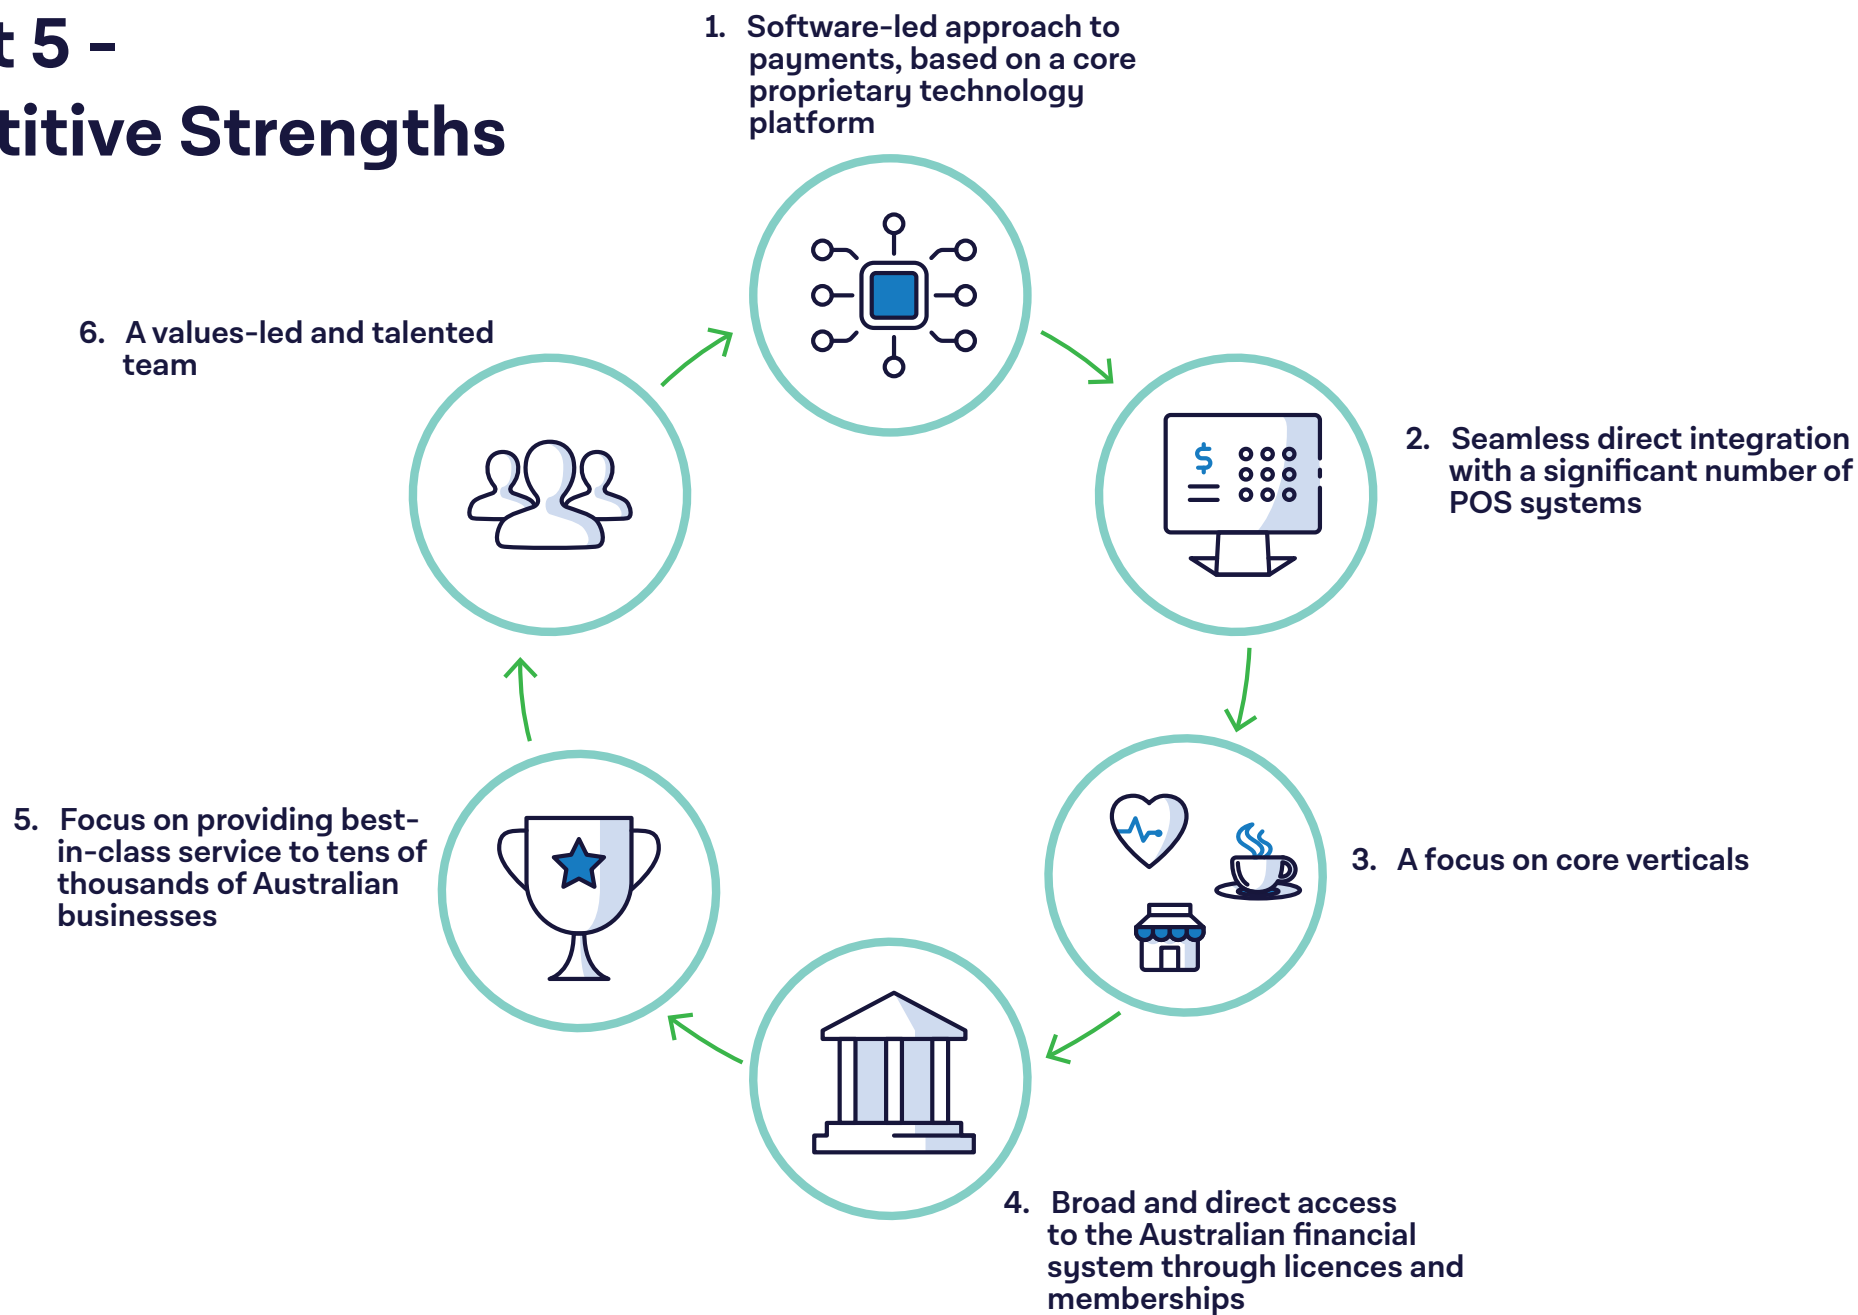 t 5 -
titive Strengths
1. Software-led approach to
payments, based on a core
proprietary technology
platform
2. Seamless direct integration
with a significant number of
POS systems
3. A focus on core verticals
4. Broad and direct access
to the Australian financial
system through licences and
memberships
5. Focus on providing best-
in-class service to tens of
thousands of Australian
businesses
6. A values-led and talented
team
$